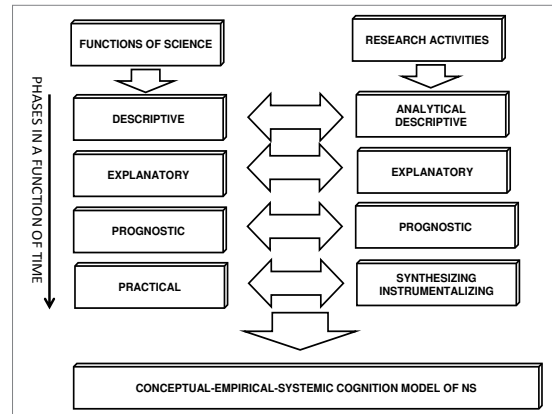 FUNCTIONS OF SCIENCE
RESEARCH ACTIVITIES
PHASES IN A FUNCTION OF TIME
DESCRIPTIVE
ANALYTICAL
DESCRIPTIVE
EXPLANATORY
EXPLANATORY
PROGNOSTIC
PROGNOSTIC
PRACTICAL
SYNTHESIZING
INSTRUMENTALIZING
CONCEPTUAL-EMPIRICAL-SYSTEMIC COGNITION MODEL OF NS